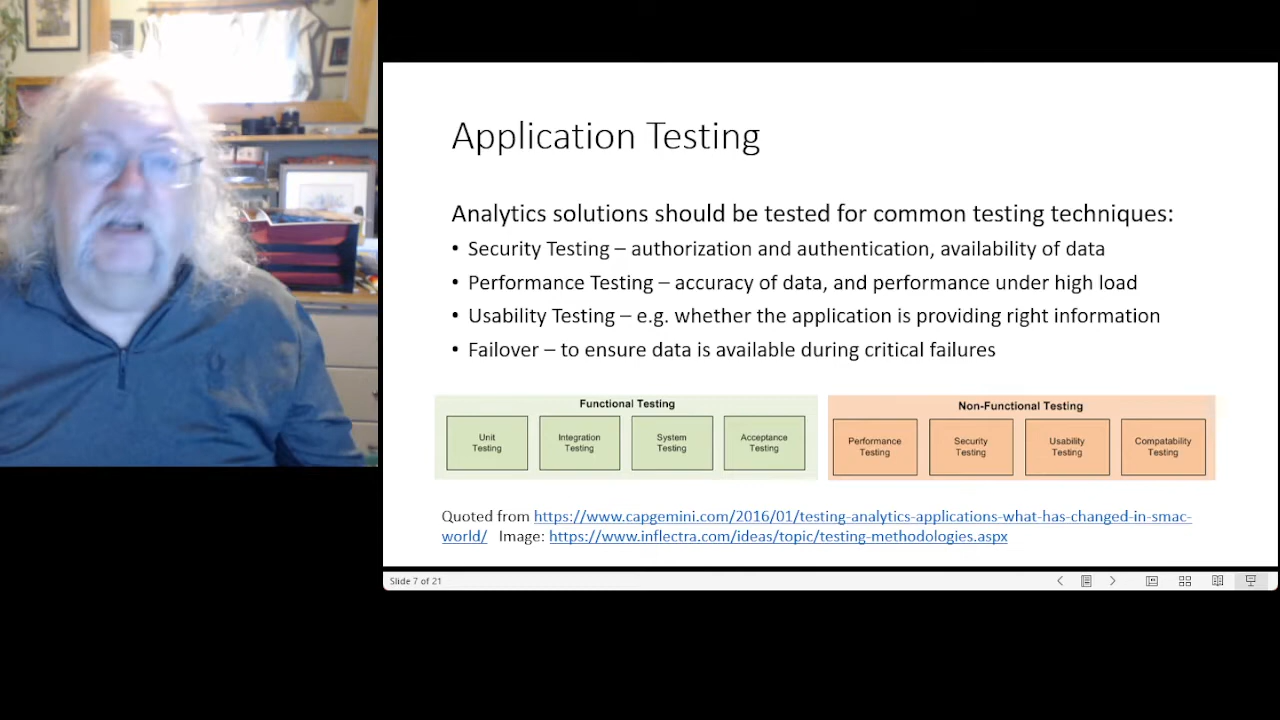 Application Testing
Analytics solutions should be tested for common testing techniques:
• Security Testing – authorization and authentication, availability of data
• Performance Testing – accuracy of data, and performance under high load
• Usability Testing – e.g. whether the application is providing right information
• Failover – to ensure data is available during critical failures
Functional Testing
Unit
Testing
Integration
Testing
System
Testing
Acceptance
Testing
Non-Functional Testing
Performance
Testing
Security
Testing
Usability
Testing
Compatability
Testing
Quoted from https://www.capgemini.com/2016/01/testing-analytics-applications-what-has-changed-in-smac-
world/ Image: https://www.inflectra.com/ideas/topic/testing-methodologies.aspx
Slide 7 of 21